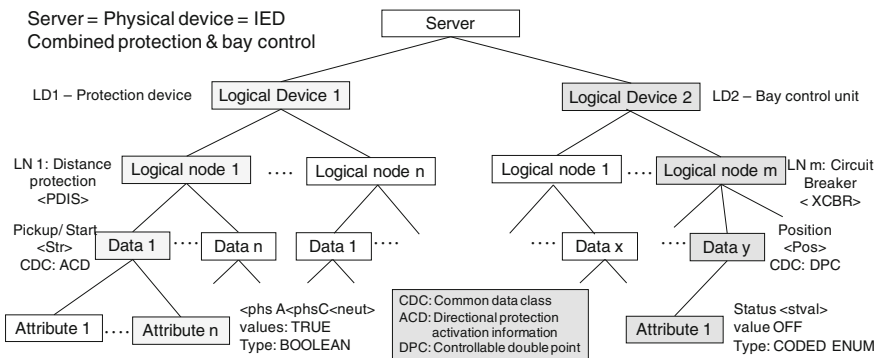 Server = Physical device = IED
Combined protection & bay control
Server
LD1 – Protection device
Logical Device 1
Logical Device 2
LD2 – Bay control unit
LN 1: Distance
protection
<PDIS>
Logical node 1
....
Logical node n
Logical node 1
....
Logical node m
LN m: Circuit
Breaker
< XCBR>
Pickup/ Start
<Str>
CDC: ACD
Data 1
....
Data n
Data 1
....
Data x
....
Data y
Position
<Pos>
CDC: DPC
Attribute 1
....
Attribute n
<phs A<phsC<neut>
values: TRUE
Type: BOOLEAN
CDC: Common data class
ACD: Directional protection
activation information
DPC: Controllable double point
Attribute 1
Status <stval>
value OFF
Type: CODED ENUM